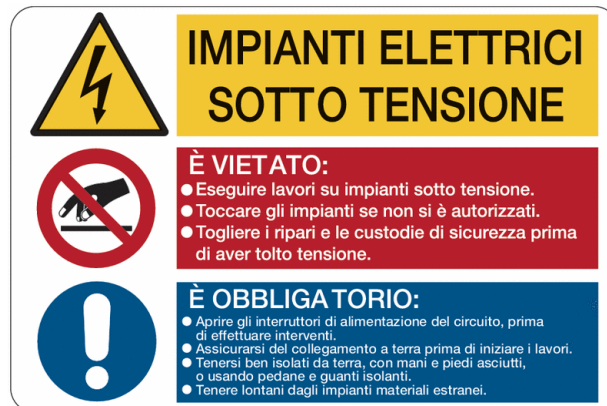 IMPIANTI ELETTRICI
SOTTO TENSIONE
È VIETATO:
● Eseguire lavori su impianti sotto tensione.
● Toccare gli impianti se non si è autorizzati.
● Togliere i ripari e le custodie di sicurezza prima
di aver tolto tensione.
È OBBLIGATORIO:
● Aprire gli interruttori di alimentazione del circuito, prima
di effettuare interventi.
● Assicurarsi del collegamento a terra prima di iniziare i lavori.
● Tenersi ben isolati da terra, con mani e piedi asciutti,
o usando pedane e guanti isolanti.
● Tenere lontani dagli impianti materiali estranei.